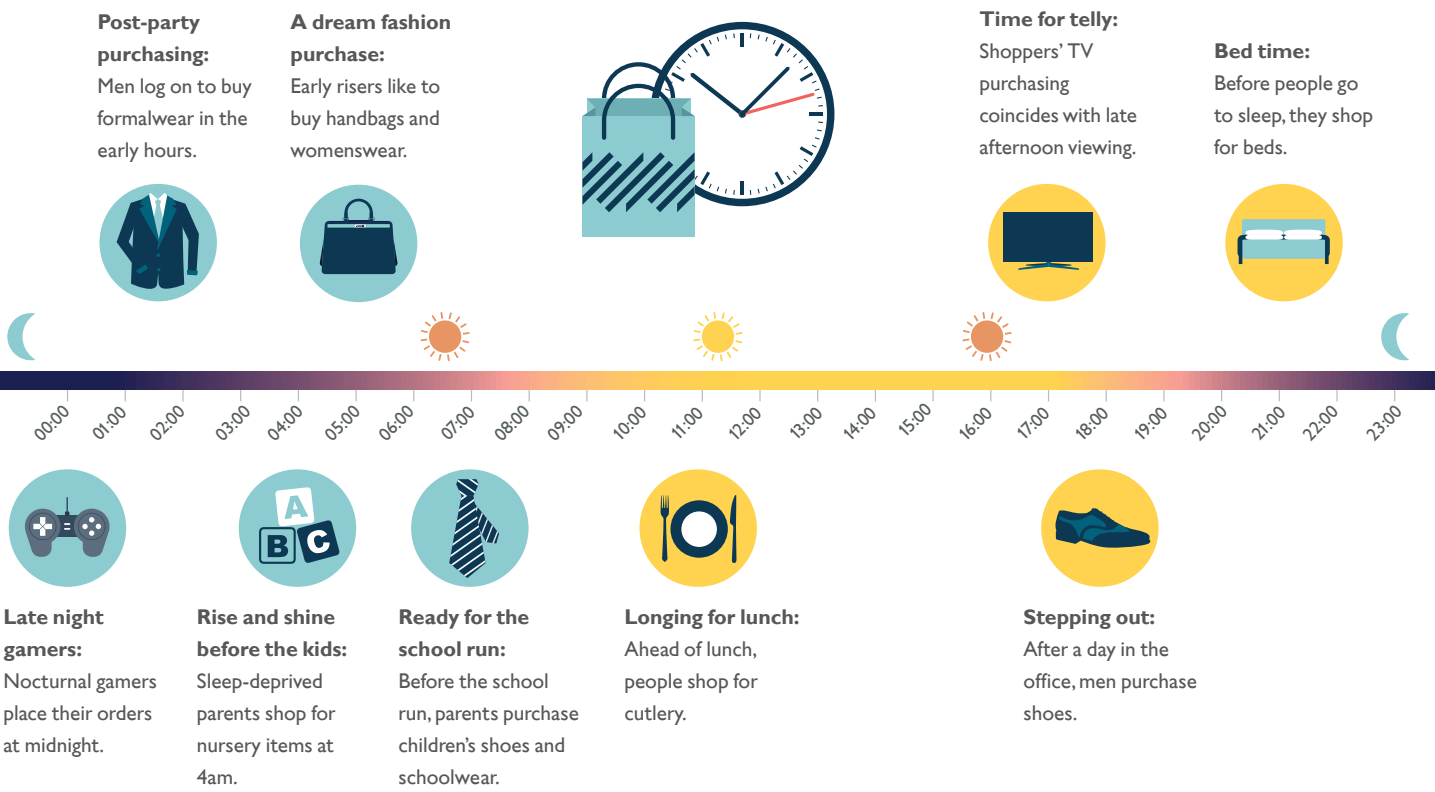 Post-party
purchasing:
Men log on to buy
formalwear in the
early hours.
A dream fashion
purchase:
Early risers like to
buy handbags and
womenswear.
Time for telly:
Shoppers’ TV
purchasing
coincides with late
afternoon viewing.
Bed time:
Before people go
to sleep, they shop
for beds.
00:00
01:00
02:00
03:00
04:00
05:00
06:00
07:00
08:00
09:00
10:00
11:00
12:00
13:00
14:00
15:00
16:00
17:00
18:00
19:00
20:00
21:00
22:00
23:00
A
B C
Late night
gamers:
Nocturnal gamers
place their orders
at midnight.
Rise and shine
before the kids:
Sleep-deprived
parents shop for
nursery items at
4am.
Ready for the
school run:
Before the school
run, parents purchase
children’s shoes and
schoolwear.
Longing for lunch:
Ahead of lunch,
people shop for
cutlery.
Stepping out:
After a day in the
office, men purchase
shoes.